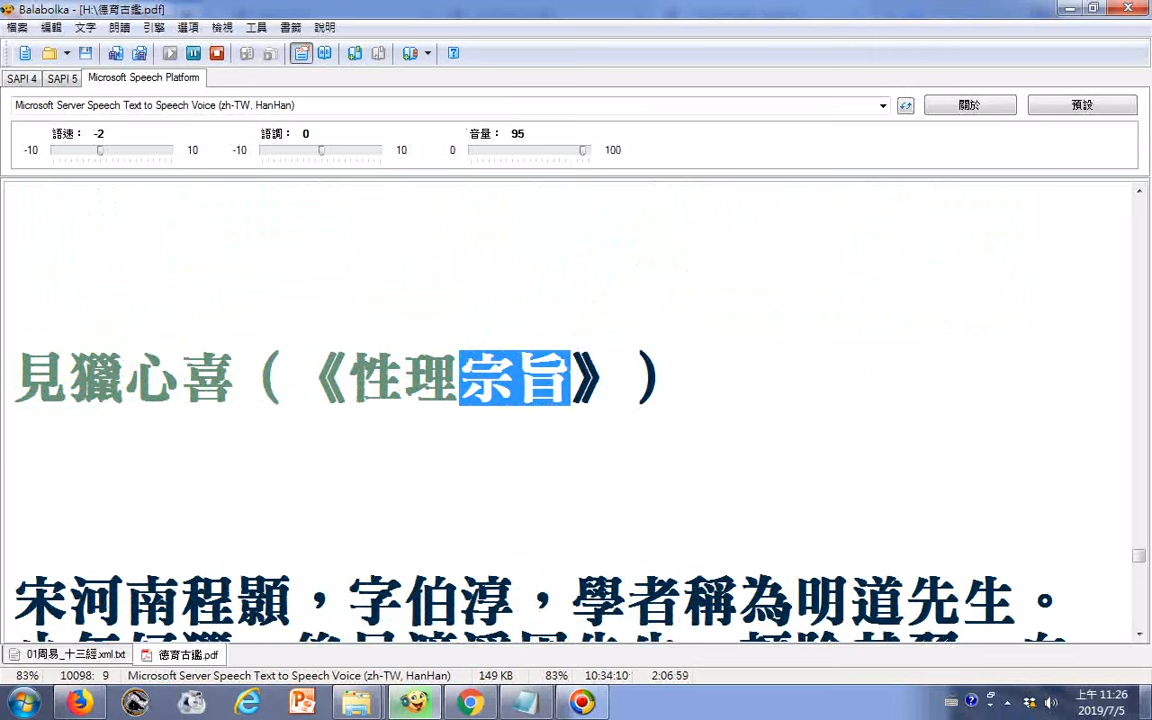 Balabolka - [H:\德育古鑑.pdf]
檔案 編輯 文字 朗讀 引擎 選項 檢視 工具 書籤 說明
SAPI 4 SAPI 5 Microsoft Speech Platform
Microsoft Server Speech Text to Speech Voice (zh-TW, HanHan) 關於 預設
語速： -2 語調： 0 音量： 95
-10 10 -10 10 0 100
見獵心喜（《性理宗旨》）
宋河南程顥，字伯淳，學者稱為明道先生。
01周易_十三經.xml.txt 德育古鑑.pdf
83% 10098: 9 Microsoft Server Speech Text to Speech Voice (zh-TW, HanHan) 149 KB 83% 10:34:10 2:06:59
上午 11:26
2019/7/5